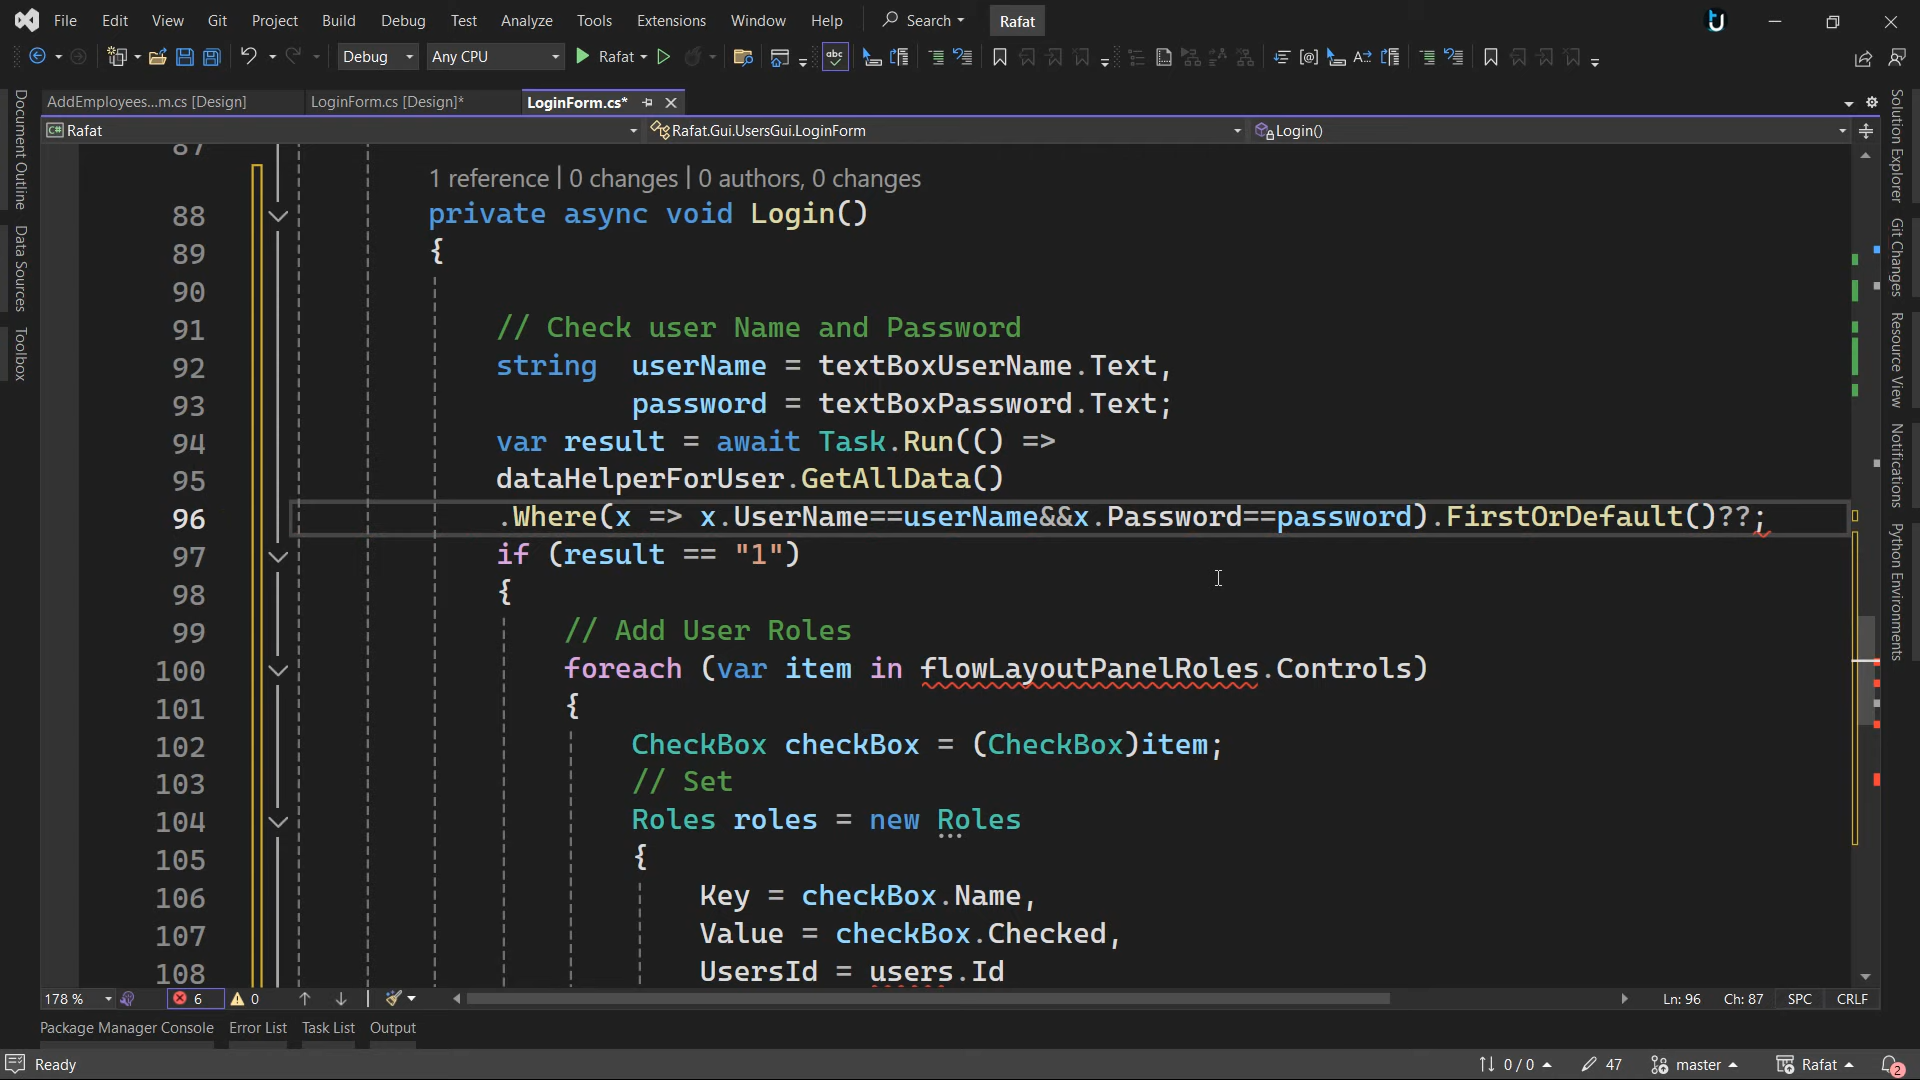 File Edit View Git Project Build Debug Test Analyze Tools Extensions Window Help Search Rafat
Debug Any CPU Rafat
AddEmployees...m.cs [Design] LoginForm.cs [Design]* LoginForm.cs*
C# Rafat Rafat.Gui.UsersGui.LoginForm Login()
Document Outline
Data Sources
Toolbox
Solution Explorer
Git Changes
Resource View
Notifications
Python Environments
87
1 reference | 0 changes | 0 authors, 0 changes
88 private async void Login()
89 {
90
91 // Check user Name and Password
92 string userName = textBoxUserName.Text,
93 password = textBoxPassword.Text;
94 var result = await Task.Run(() =>
95 dataHelperForUser.GetAllData()
96 .Where(x => x.UserName==userName&&x.Password==password).FirstOrDefault()??;
97 if (result == "1")
98 {
99 // Add User Roles
100 foreach (var item in flowLayoutPanelRoles.Controls)
101 {
102 CheckBox checkBox = (CheckBox)item;
103 // Set
104 Roles roles = new Roles
105 {
106 Key = checkBox.Name,
107 Value = checkBox.Checked,
108 UsersId = users.Id
178 % 6 0 Ln: 96 Ch: 87 SPC CRLF
Package Manager Console Error List Task List Output
Ready 0 / 0 47 master Rafat 2